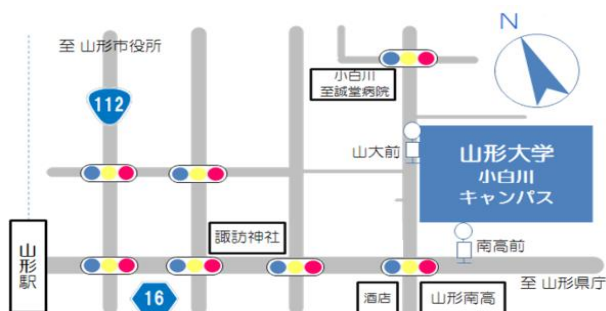 至 山形市役所
N
112
小白川
至誠堂病院
山大前
山形大学
小白川
キャンパス
諏訪神社
南高前
山形駅
16
酒店
山形南高
至 山形県庁